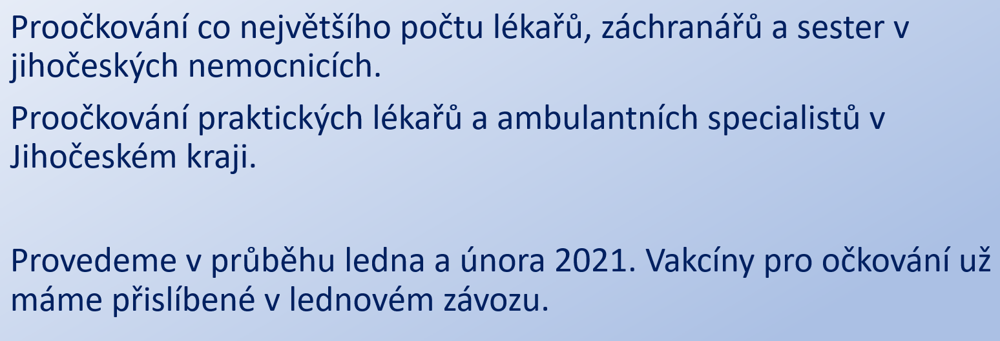 Proočkování co největšího počtu lékařů, záchranářů a sester v
jihočeských nemocnicích.
Proočkování praktických lékařů a ambulantních specialistů v
Jihočeském kraji.
Provedeme v průběhu ledna a února 2021. Vakcíny pro očkování už
máme přislíbené v lednovém závozu.